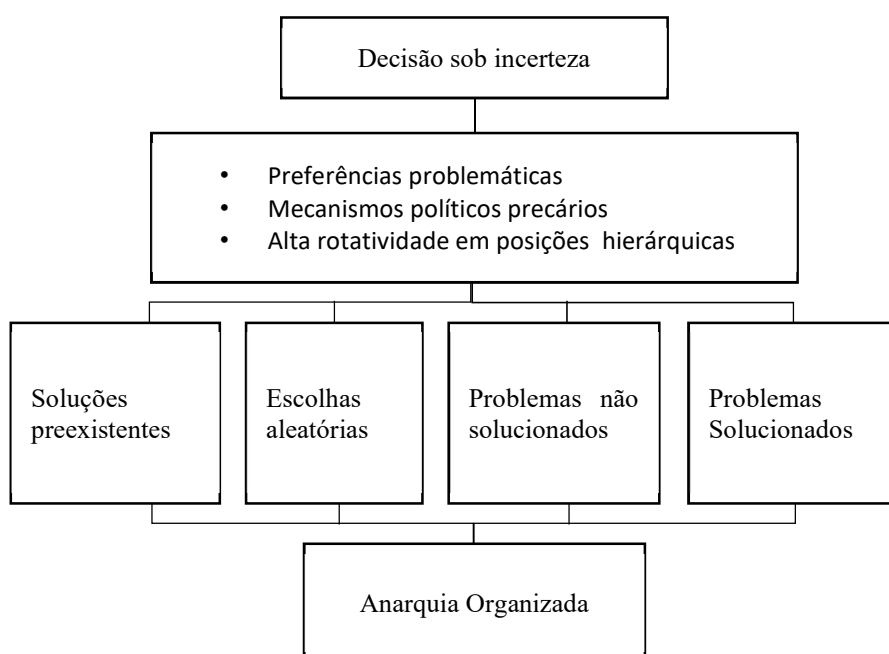 Decisão sob incerteza
• Preferências problemáticas
• Mecanismos políticos precários
• Alta rotatividade em posições hierárquicas
Soluções
preexistentes
Escolhas
aleatórias
Problemas não
solucionados
Problemas
Solucionados
Anarquia Organizada